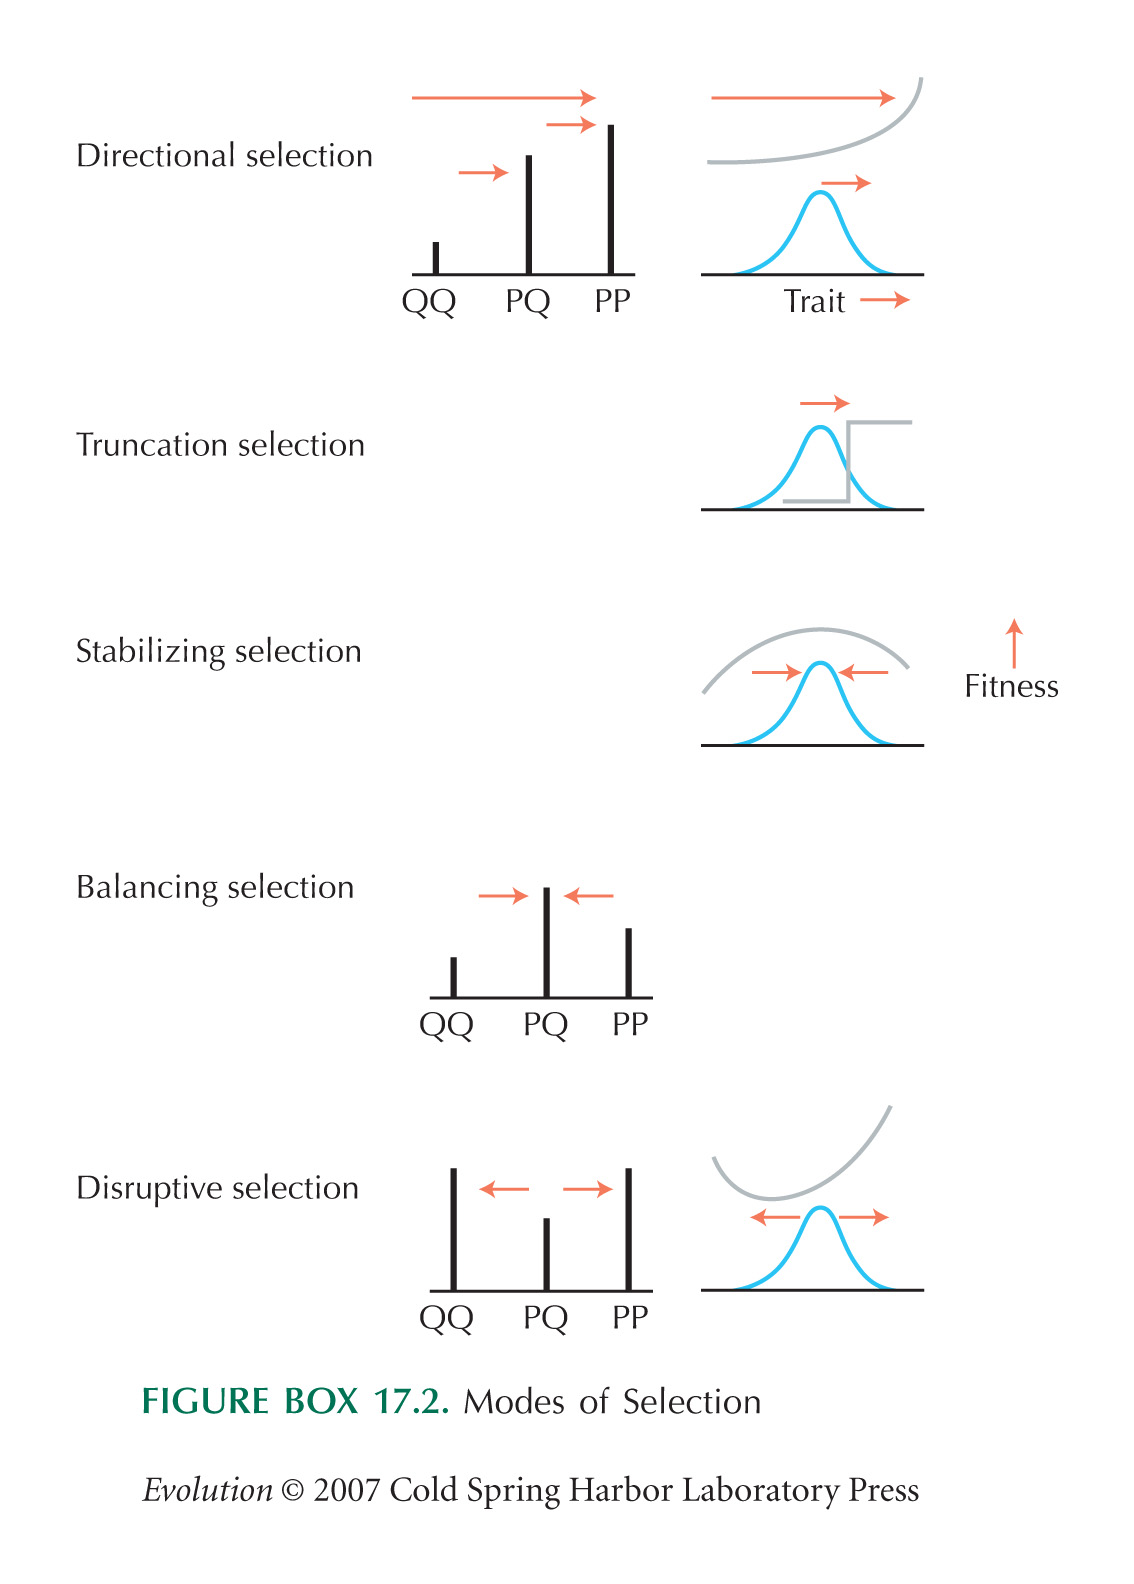 Directional selection
QQ PQ PP
Trait
Truncation selection
Stabilizing selection
Fitness
Balancing selection
QQ PQ PP
Disruptive selection
QQ PQ PP
FIGURE BOX 17.2. Modes of Selection
Evolution © 2007 Cold Spring Harbor Laboratory Press